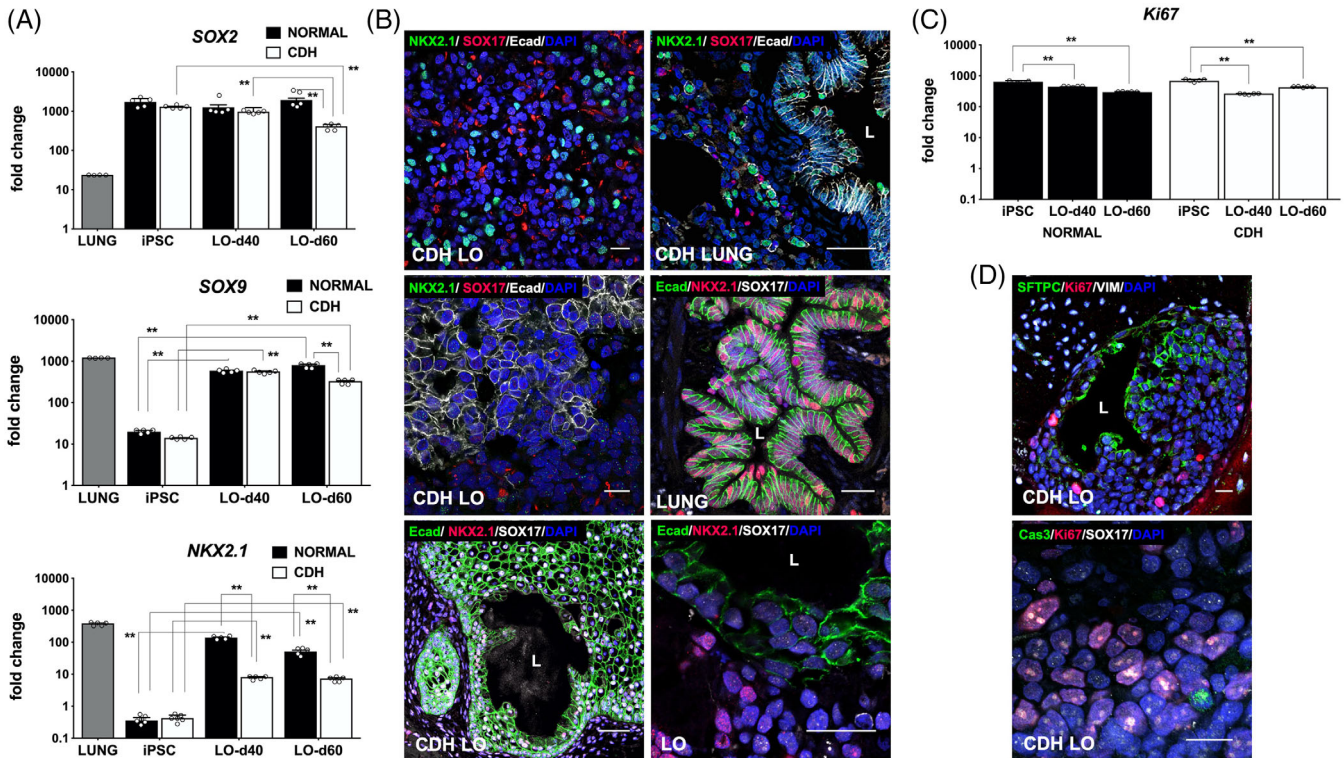 (A)
SOX2
NORMAL
CDH
fold change
10000
1000
100
10
1
**
**
**
LUNG iPSC LO-d40 LO-d60
SOX9
fold change
10000
1000
100
10
1
**
**
**
**
**
LUNG iPSC LO-d40 LO-d60
NKX2.1
NORMAL
CDH
fold change
10000
1000
100
10
1
0.1
**
**
**
**
**
**
LUNG iPSC LO-d40 LO-d60
(B)
NKX2.1/ SOX17/Ecad/DAPI
CDH LO
NKX2.1/ SOX17/Ecad/DAPI
L
CDH LUNG
NKX2.1/ SOX17/Ecad/DAPI
CDH LO
Ecad/NKX2.1/SOX17/DAPI
L
LUNG
Ecad/ NKX2.1/SOX17/DAPI
L
CDH LO
Ecad/NKX2.1/SOX17/DAPI
L
LO
(C)
Ki67
fold change
10000
1000
100
10
1
0.1
**
**
**
**
iPSC LO-d40 LO-d60 iPSC LO-d40 LO-d60
NORMAL CDH
(D)
SFTPC/Ki67/VIM/DAPI
L
CDH LO
Cas3/Ki67/SOX17/DAPI
CDH LO